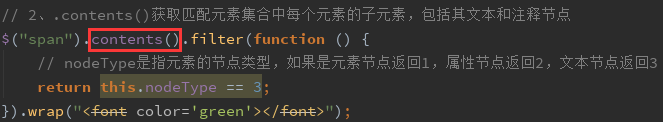 // 2、.contents()获取匹配元素集合中每个元素的子元素，包括其文本和注释节点
$("span").contents().filter(function () {
// nodeType是指元素的节点类型，如果是元素节点返回1，属性节点返回2，文本节点返回3
return this.nodeType == 3;
}).wrap("<font color='green'></font>");